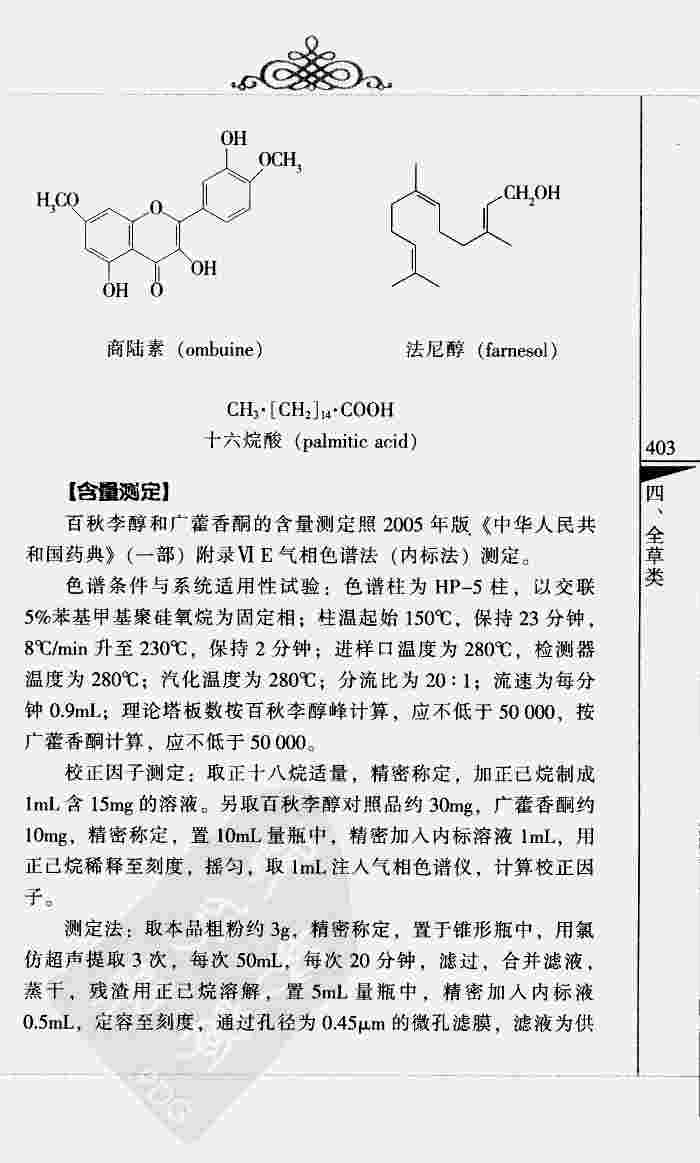 OH
OCH₃
H₃CO
O
OH
OH
O
CH₂OH
商陆素（ombuine）
法尼醇（farnesol）
CH₃·[CH₂]₁₄·COOH
十六烷酸（palmitic acid）
403
四、全草类
【含量测定】
百秋李醇和广藿香酮的含量测定照 2005 年版《中华人民共
和国药典》（一部）附录Ⅵ E 气相色谱法（内标法）测定。
色谱条件与系统适用性试验：色谱柱为 HP–5 柱，以交联
5%苯基甲基聚硅氧烷为固定相；柱温起始 150℃，保持 23 分钟，
8℃/min 升至 230℃，保持 2 分钟；进样口温度为 280℃，检测器
温度为 280℃；汽化温度为 280℃；分流比为 20∶1；流速为每分
钟 0.9mL；理论塔板数按百秋李醇峰计算，应不低于 50 000，按
广藿香酮计算，应不低于 50 000。
校正因子测定：取正十八烷适量，精密称定，加正己烷制成
1mL 含 15mg 的溶液。另取百秋李醇对照品约 30mg，广藿香酮约
10mg，精密称定，置 10mL 量瓶中，精密加入内标溶液 1mL，用
正己烷稀释至刻度，摇匀，取 1mL 注入气相色谱仪，计算校正因
子。
测定法：取本品粗粉约 3g，精密称定，置于锥形瓶中，用氯
仿超声提取 3 次，每次 50mL，每次 20 分钟，滤过，合并滤液，
蒸干，残渣用正己烷溶解，置 5mL 量瓶中，精密加入内标液
0.5mL，定容至刻度，通过孔径为 0.45μm 的微孔滤膜，滤液为供
PDG